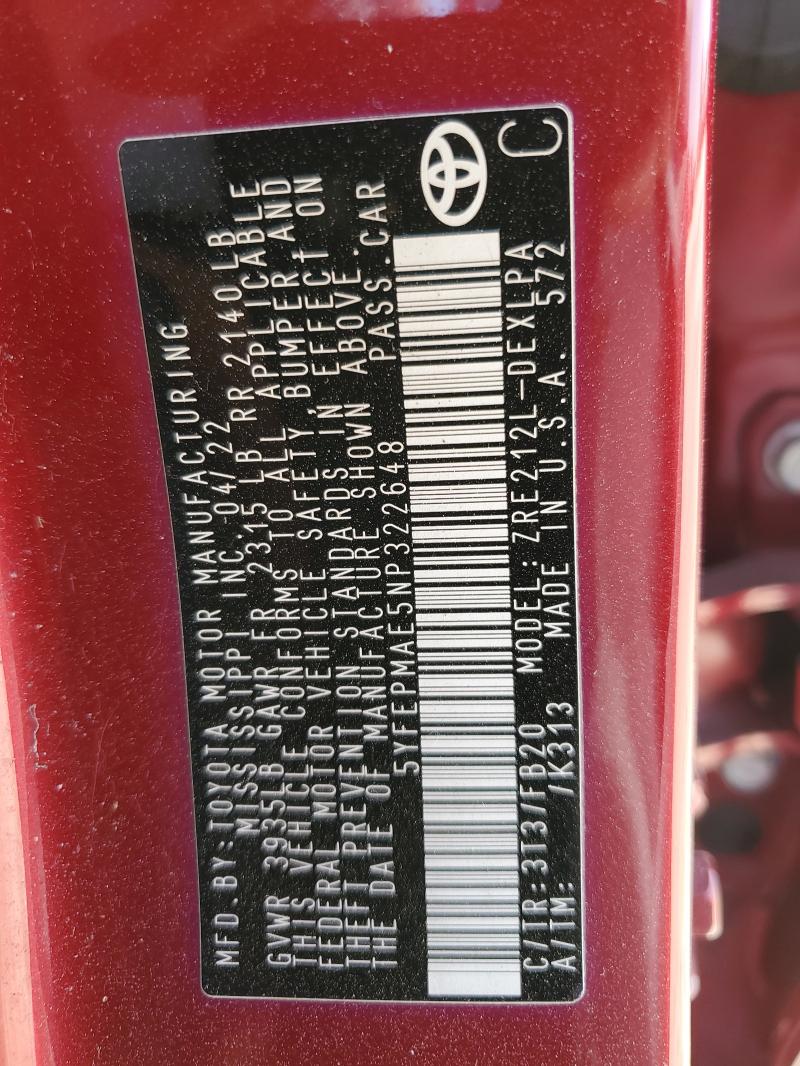 MFD.BY:TOYOTA MOTOR MANUFACTURING
MISSISSIPPI INC. 04/22
GVWR 3935LB GAWR FR 2315 LB RR 2140 LB
THIS VEHICLE CONFORMS TO ALL APPLICABLE
FEDERAL MOTOR VEHICLE SAFETY, BUMPER, AND
THEFT PREVENTION STANDARDS IN EFFECT ON
THE DATE OF MANUFACTURE SHOWN ABOVE.
5YFEPMAE5NP322648 PASS.CAR
C/TR:3T3/FB20 MODEL:ZRE212L-DEXLPA
A/TM: /K313 MADE IN U.S.A. 572
C